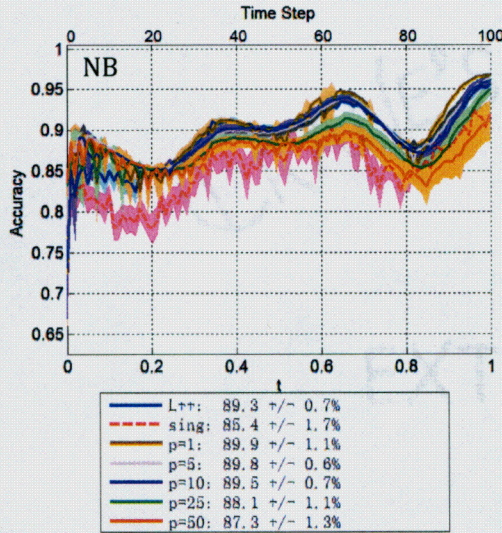 Time Step
0 20 40 60 80 100
1
NB
0.95
0.9
0.85
0.8
0.75
0.7
0.65
Accuracy
0 0.2 0.4 0.6 0.8 1
t
L++: 89.3 +/- 0.7%
sing: 85.4 +/- 1.7%
p=1: 89.9 +/- 1.1%
p=5: 89.8 +/- 0.6%
p=10: 89.5 +/- 0.7%
p=25: 88.1 +/- 1.1%
p=50: 87.3 +/- 1.3%